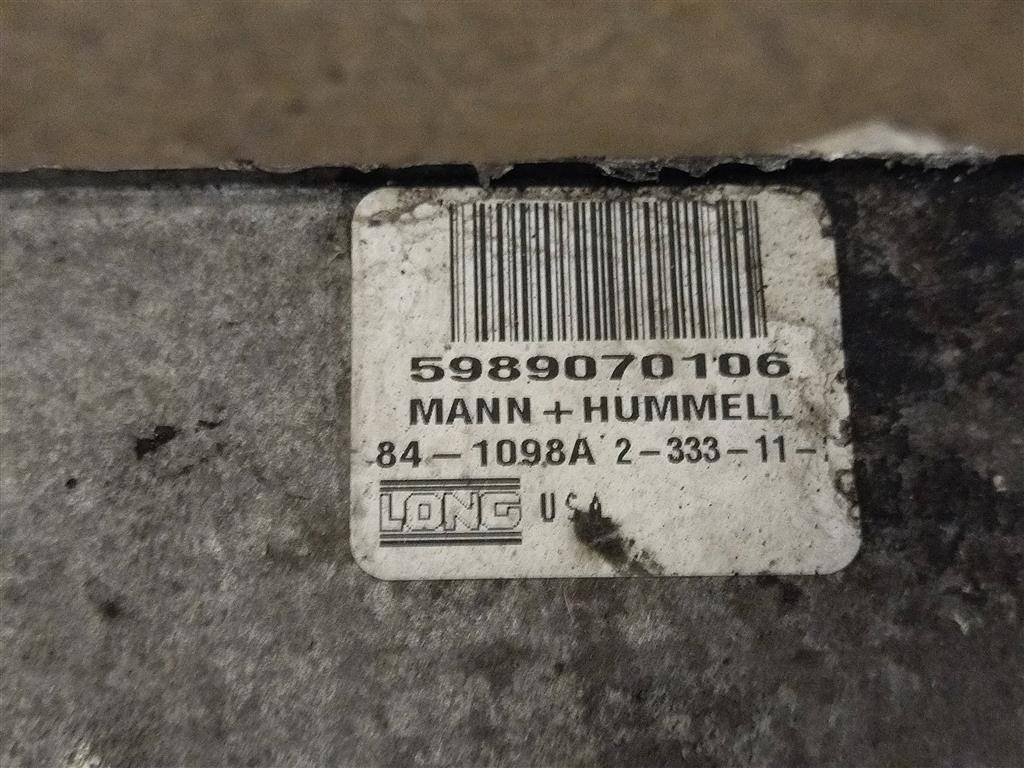 5989070106
MANN + HUMMELL
84-1098A 2-333-11-
LONG USA